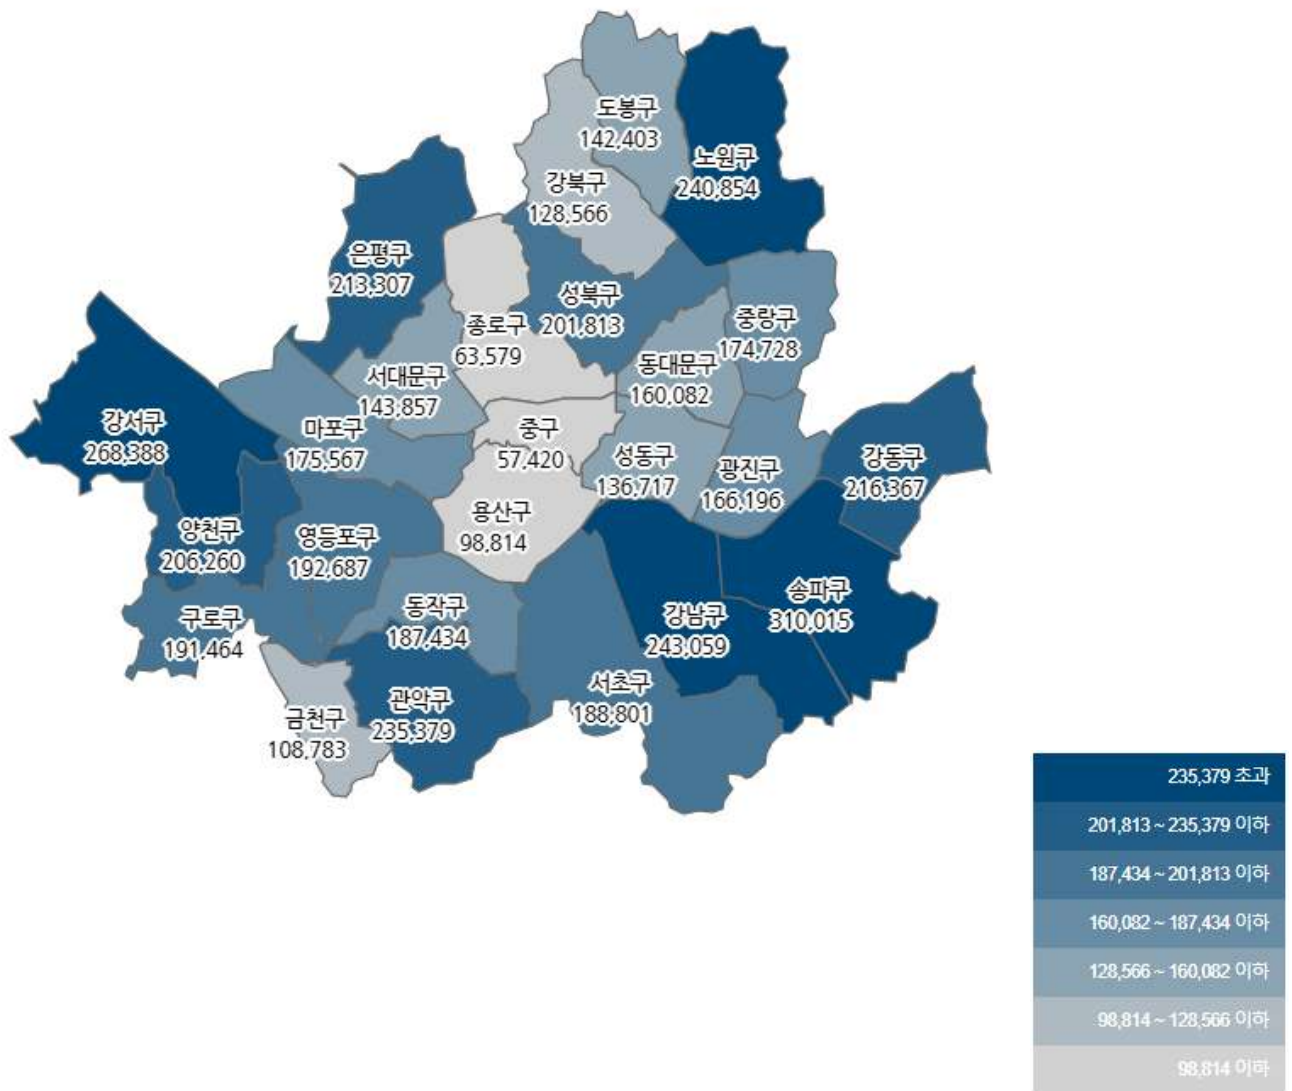 도봉구
142,403
노원구
240,854
강북구
128,566
은평구
213,307
성북구
201,813
종로구
63,579
중랑구
174,728
동대문구
160,082
서대문구
143,857
강서구
268,388
마포구
175,567
중구
57,420
성동구
136,717
광진구
166,196
강동구
216,367
용산구
98,814
양천구
206,260
영등포구
192,687
구로구
191,464
동작구
187,434
강남구
243,059
송파구
310,015
서초구
188,801
관악구
235,379
금천구
108,783
235,379 초과
201,813 ~ 235,379 이하
187,434 ~ 201,813 이하
160,082 ~ 187,434 이하
128,566 ~ 160,082 이하
98,814 ~ 128,566 이하
98,814 이하